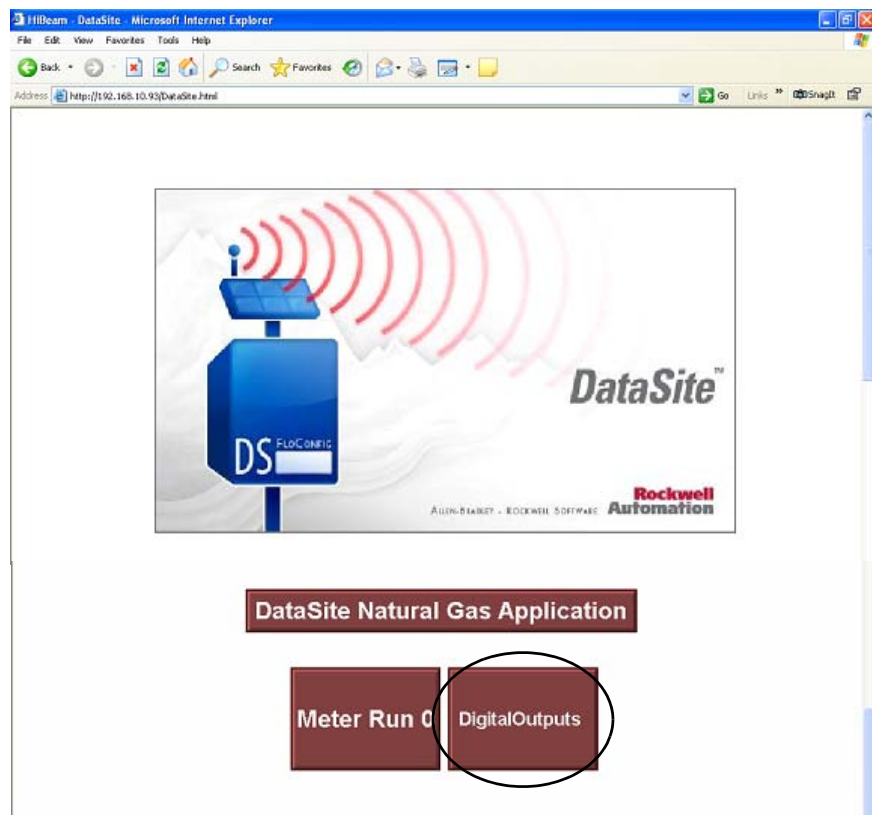 HiBeam - DataSite - Microsoft Internet Explorer
File Edit View Favorites Tools Help
Back Search Favorites
Address http://192.168.10.93/DataSite.html Go Links » SnagIt
DataSite™
DS FLOCONFIG
Rockwell
ALLEN-BRADLEY · ROCKWELL SOFTWARE Automation
DataSite Natural Gas Application
Meter Run 0 DigitalOutputs